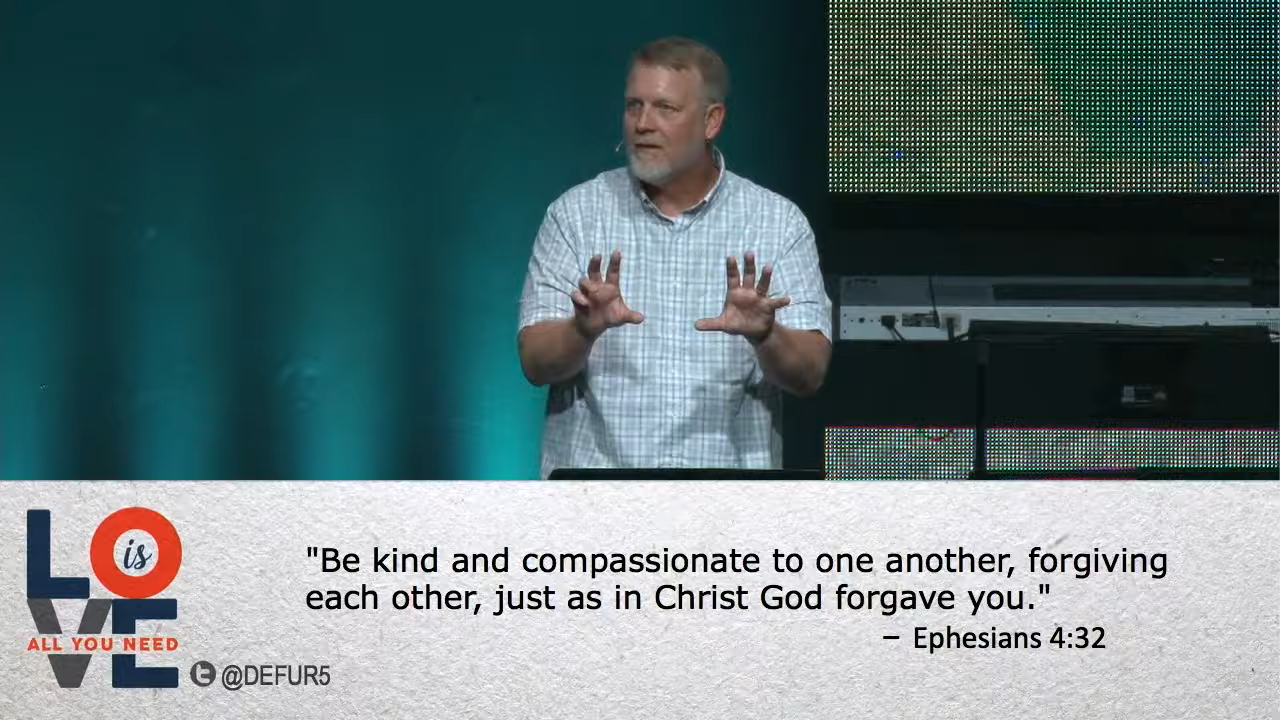 LOVE
is
ALL YOU NEED
@DEFUR5
"Be kind and compassionate to one another, forgiving
each other, just as in Christ God forgave you."
– Ephesians 4:32